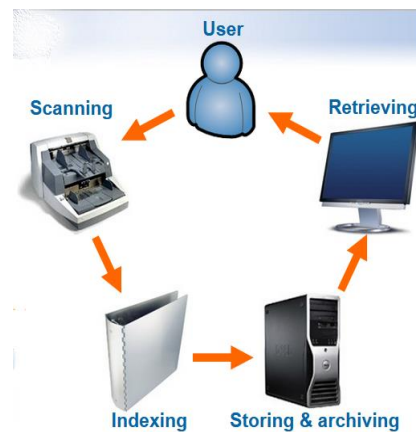 User
Scanning
Retrieving
Indexing
Storing & archiving